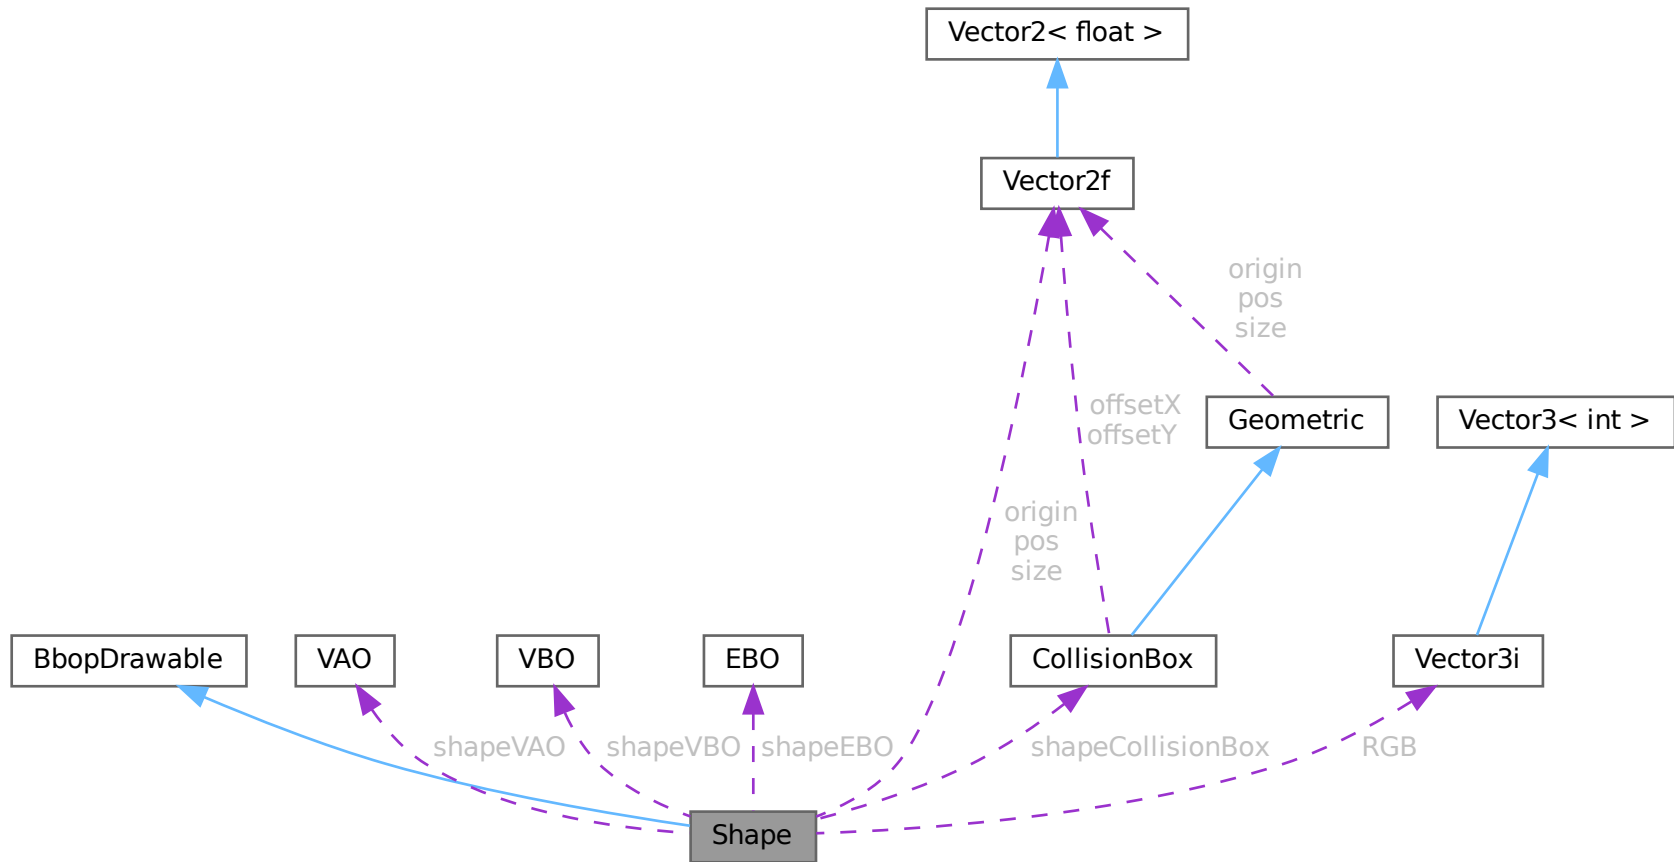 Vector2< float >
Vector2f
origin
pos
size
offsetX
offsetY
Geometric
Vector3< int >
origin
pos
size
BbopDrawable
VAO
VBO
EBO
CollisionBox
Vector3i
shapeVAO
shapeVBO
shapeEBO
shapeCollisionBox
RGB
Shape